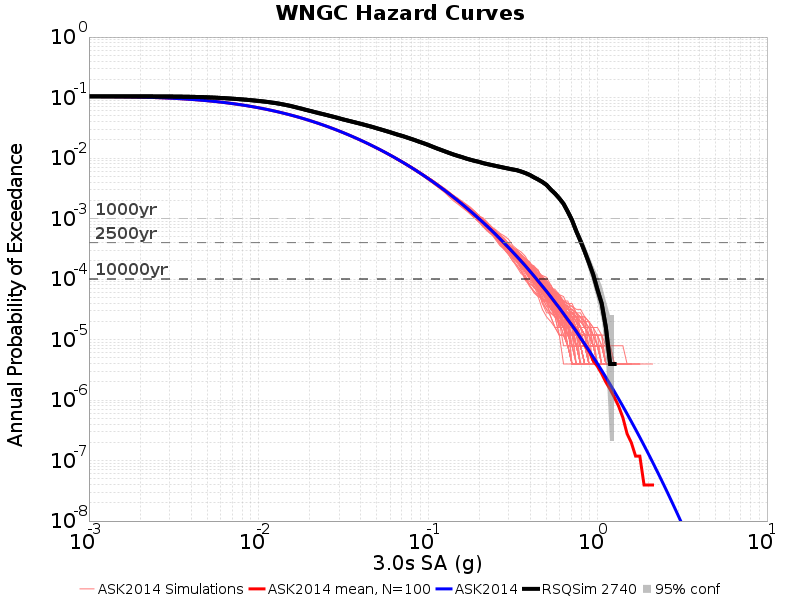 WNGC Hazard Curves
Annual Probability of Exceedance
10^0
10^-1
10^-2
10^-3
10^-4
10^-5
10^-6
10^-7
10^-8
1000yr
2500yr
10000yr
10^-3
10^-2
10^-1
10^0
10^1
3.0s SA (g)
ASK2014 Simulations ASK2014 mean, N=100 ASK2014 RSQSim 2740 95% conf